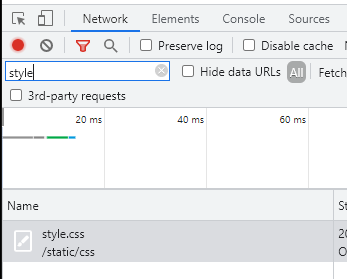 Network Elements Console Sources
Preserve log Disable cache
style Hide data URLs All Fetch
3rd-party requests
20 ms 40 ms 60 ms
Name St
style.css 20
/static/css O